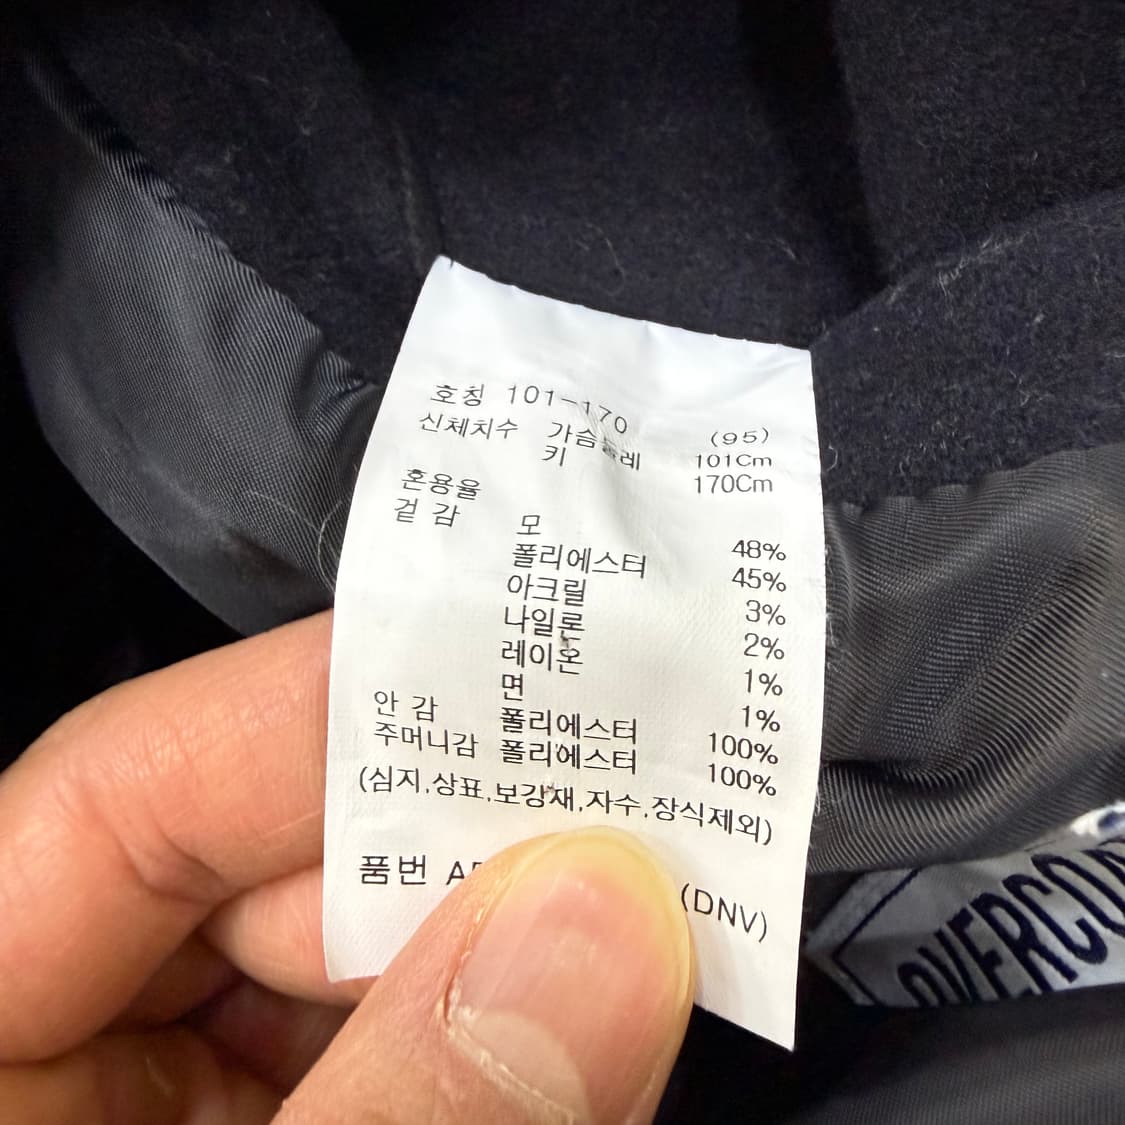 호칭 101-170 (95)
신체치수 가슴둘레 101Cm
키 170Cm
혼용율
겉 감 모 48%
폴리에스터 45%
아크릴 3%
나일론 2%
레이온 1%
면 1%
안 감 폴리에스터 100%
주머니감 폴리에스터 100%
(심지,상표,보강재,자수,장식제외)
품번 (DNV)